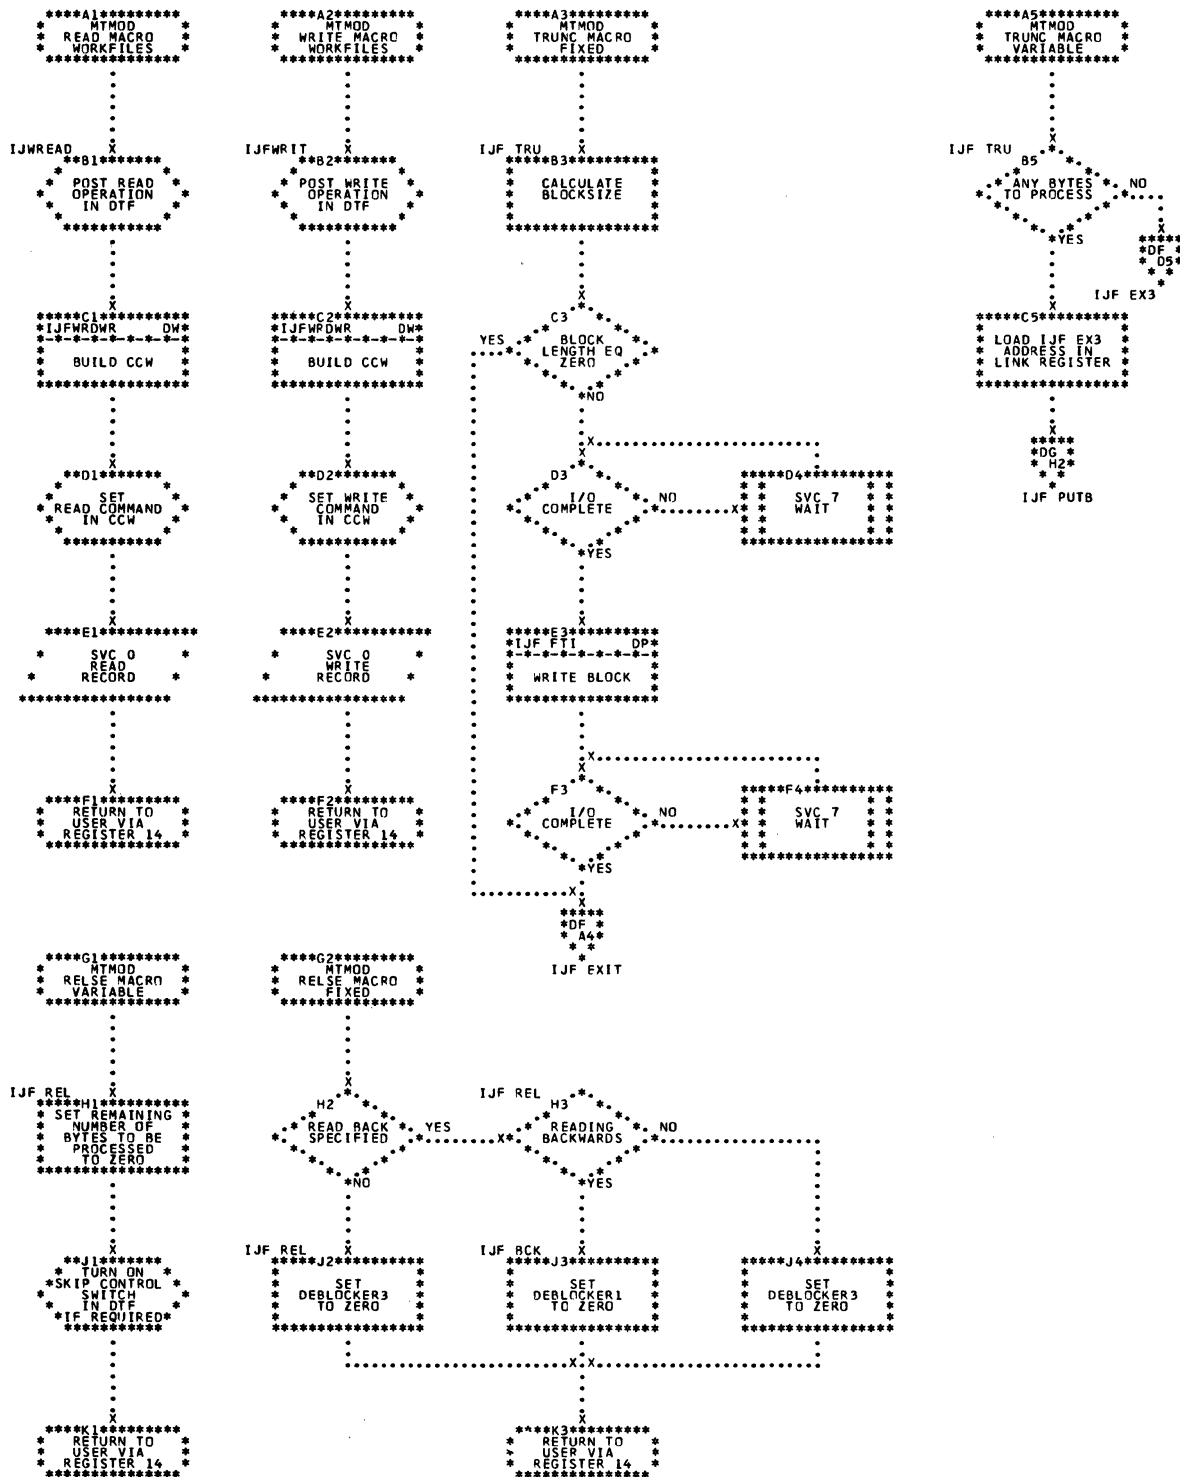 A1
MTMOD
READ MACRO
WORKFILES
A2
MTMOD
WRITE MACRO
WORKFILES
A3
MTMOD
TRUNC MACRO
FIXED
A5
MTMOD
TRUNC MACRO
VARIABLE
IJWREAD
B1
POST READ
OPERATION
IN DTF
IJFWRIT
B2
POST WRITE
OPERATION
IN DTF
IJF TRU
B3
CALCULATE
BLOCKSIZE
IJF TRU
B5
ANY BYTES
TO PROCESS
NO
YES
DF
D5
IJF EX3
C1
IJFWRDWR DW
BUILD CCW
C2
IJFWRDWR DW
BUILD CCW
C3
YES
BLOCK
LENGTH EQ
ZERO
NO
C5
LOAD IJF EX3
ADDRESS IN
LINK REGISTER
DG
H2
IJF PUTB
D1
SET
READ COMMAND
IN CCW
D2
SET WRITE
COMMAND
IN CCW
D3
I/O
COMPLETE
NO
YES
D4
SVC 7
WAIT
E1
SVC 0
READ
RECORD
E2
SVC 0
WRITE
RECORD
E3
IJF FTI DP
WRITE BLOCK
F1
RETURN TO
USER VIA
REGISTER 14
F2
RETURN TO
USER VIA
REGISTER 14
F3
I/O
COMPLETE
NO
YES
F4
SVC 7
WAIT
DF
A4
IJF EXIT
G1
MTMOD
RELSE MACRO
VARIABLE
G2
MTMOD
RELSE MACRO
FIXED
IJF REL
H1
SET REMAINING
NUMBER OF
BYTES TO BE
PROCESSED
TO ZERO
H2
READ BACK
SPECIFIED
YES
NO
IJF REL
H3
READING
BACKWARDS
NO
YES
J1
TURN ON
SKIP CONTROL
SWITCH
IN DTF
IF REQUIRED
IJF REL
J2
SET
DEBLOCKER3
TO ZERO
IJF BCK
J3
SET
DEBLOCKER1
TO ZERO
J4
SET
DEBLOCKER3
TO ZERO
K1
RETURN TO
USER VIA
REGISTER 14
K3
RETURN TO
USER VIA
REGISTER 14